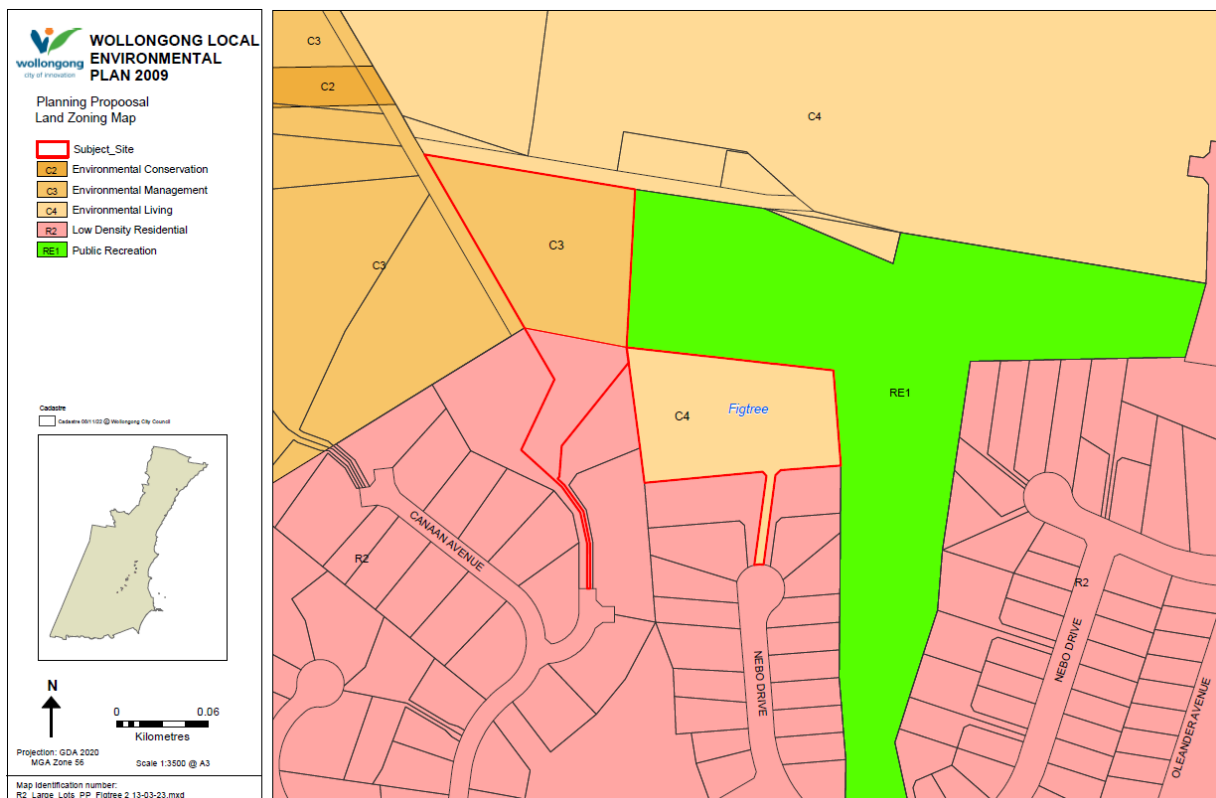 wollongong
city of innovation
WOLLONGONG LOCAL
ENVIRONMENTAL
PLAN 2009
Planning Propoosal
Land Zoning Map
Subject_Site
C2 Environmental Conservation
C3 Environmental Management
C4 Environmental Living
R2 Low Density Residential
RE1 Public Recreation
Cadastre
Cadastre 08/11/22 @ Wollongong City Council
N
0 0.06
Kilometres
Projection: GDA 2020
MGA Zone 56
Scale 1:3500 @ A3
Map Identification number:
R2_Large_Lots_PP_Figtree 2 13-03-23.mxd
C3
C2
C4
C3
C3
RE1
C4
Figtree
CANAAN AVENUE
R2
NEBO DRIVE
R2
NEBO DRIVE
OLEANDER AVENUE